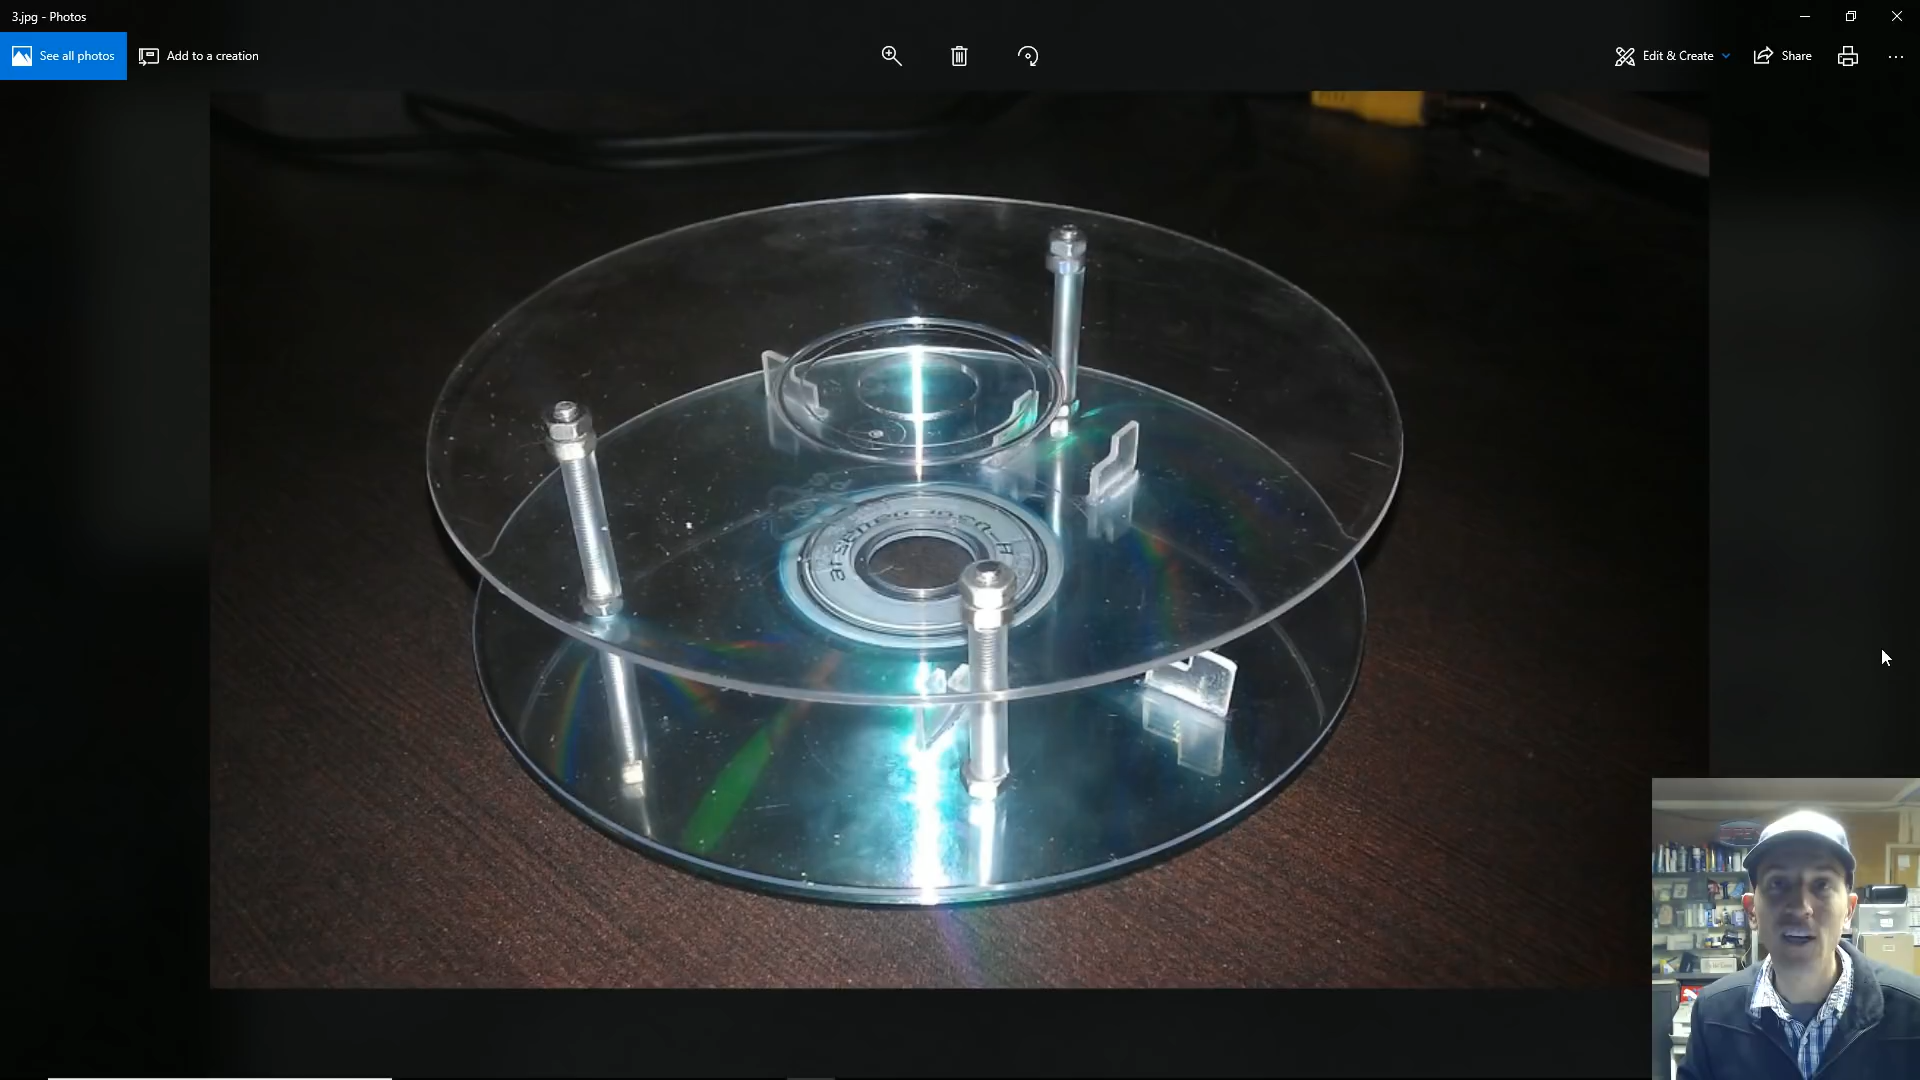 3.jpg - Photos
See all photos
Add to a creation
Edit & Create
Share